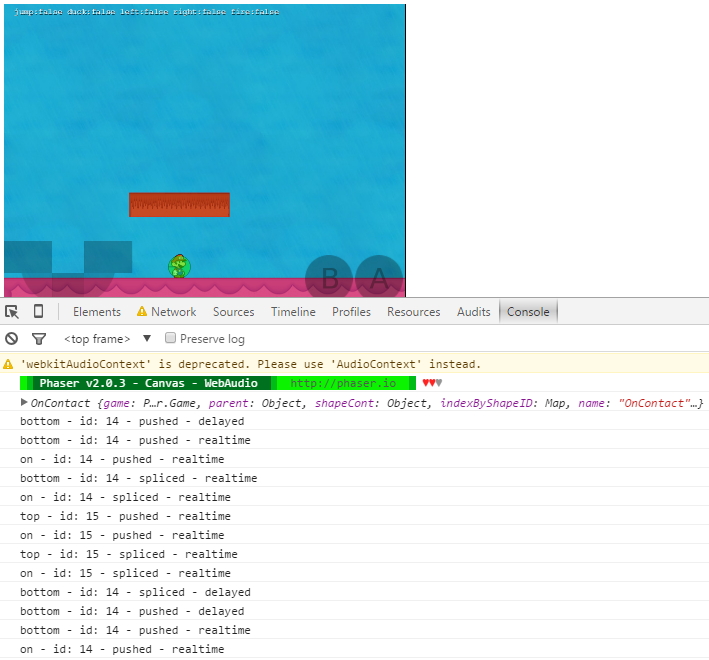 jump:false duck:false left:false right:false fire:false
B A
Elements Network Sources Timeline Profiles Resources Audits Console
<top frame> ▼ Preserve log
'webkitAudioContext' is deprecated. Please use 'AudioContext' instead.
Phaser v2.0.3 - Canvas - WebAudio http://phaser.io ♥♥♥
▶ OnContact {game: P…r.Game, parent: Object, shapeCont: Object, indexByShapeID: Map, name: "OnContact"…}
bottom - id: 14 - pushed - delayed
bottom - id: 14 - pushed - realtime
on - id: 14 - pushed - realtime
bottom - id: 14 - spliced - realtime
on - id: 14 - spliced - realtime
top - id: 15 - pushed - realtime
on - id: 15 - pushed - realtime
top - id: 15 - spliced - realtime
on - id: 15 - spliced - realtime
bottom - id: 14 - spliced - delayed
bottom - id: 14 - pushed - delayed
bottom - id: 14 - pushed - realtime
on - id: 14 - pushed - realtime